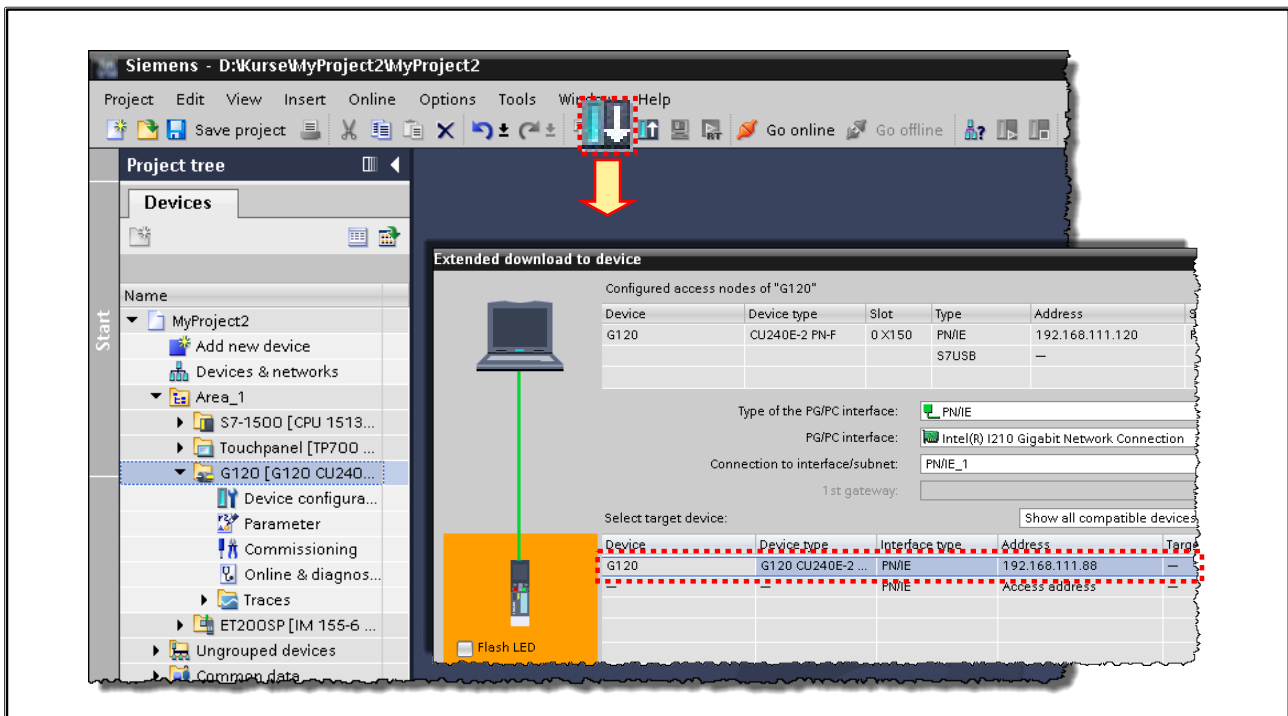 Siemens - D:\Kurse\MyProject2\MyProject2
Project Edit View Insert Online Options Tools Help
Save project RT Go online Go offline
Project tree
Devices
Start
Name
MyProject2
Add new device
Devices & networks
Area_1
S7-1500 [CPU 1513...
Touchpanel [TP700 ...
G120 [G120 CU240...
Device configura...
Parameter
Commissioning
Online & diagnos...
Traces
ET200SP [IM 155-6 ...
Ungrouped devices
Common data
Extended download to device
Configured access nodes of "G120"
Device Device type Slot Type Address
G120 CU240E-2 PN-F 0 X150 PN/IE 192.168.111.120
S7USB —
Type of the PG/PC interface: PN/IE
PG/PC interface: Intel(R) I210 Gigabit Network Connection
Connection to interface/subnet: PN/IE_1
1st gateway:
Select target device: Show all compatible devices
Device Device type Interface type Address
G120 G120 CU240E-2 ... PN/IE 192.168.111.88 —
— — PN/IE Access address —
Flash LED